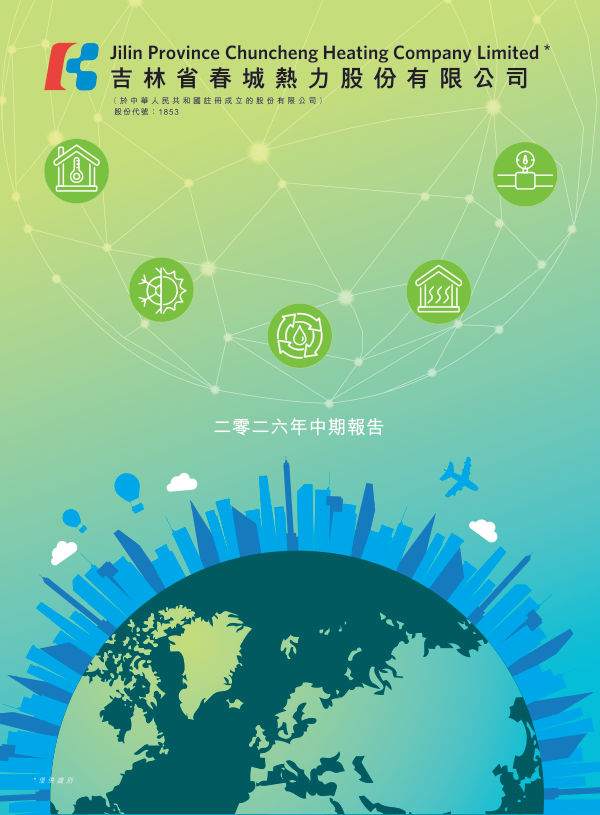 Jilin Province Chuncheng Heating Company Limited *
吉林省春城熱力股份有限公司
（於中華人民共和國註冊成立的股份有限公司）
股份代號：1853
二零二六年中期報告
* 僅供識別